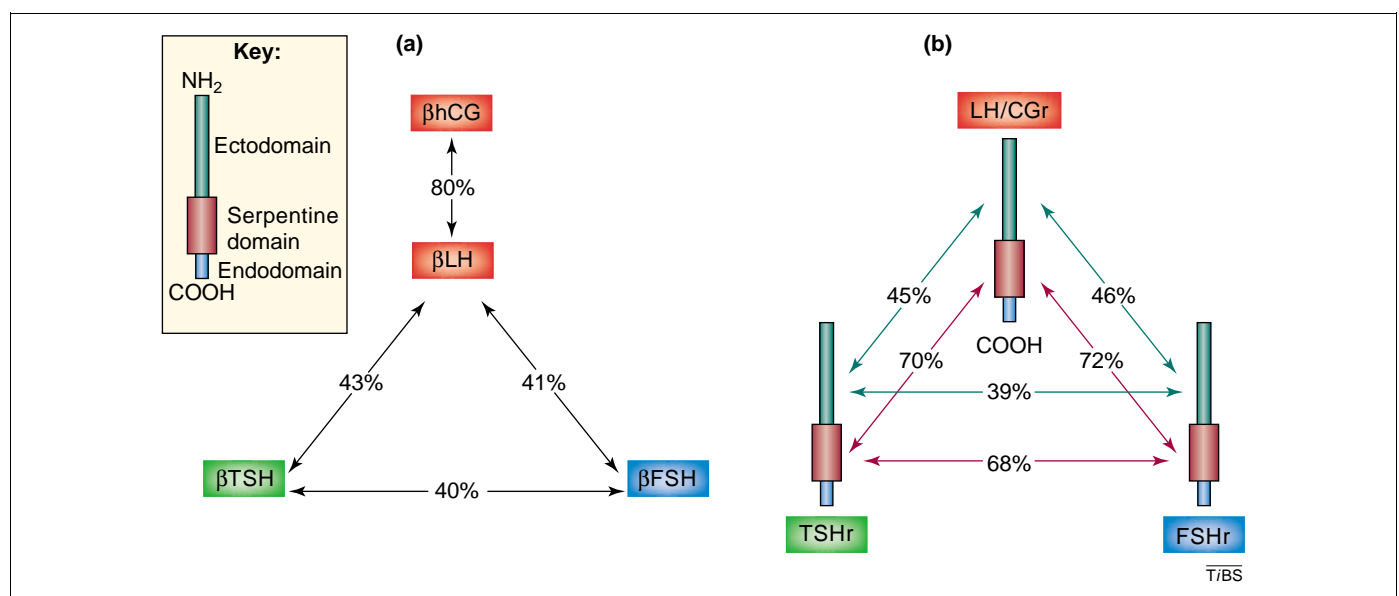 Key:
NH2
Ectodomain
Serpentine
domain
Endodomain
COOH
(a)
βhCG
80%
βLH
43%
41%
βTSH
40%
βFSH
(b)
LH/CGr
45%
46%
COOH
70%
72%
39%
68%
TSHr
FSHr
TiBS